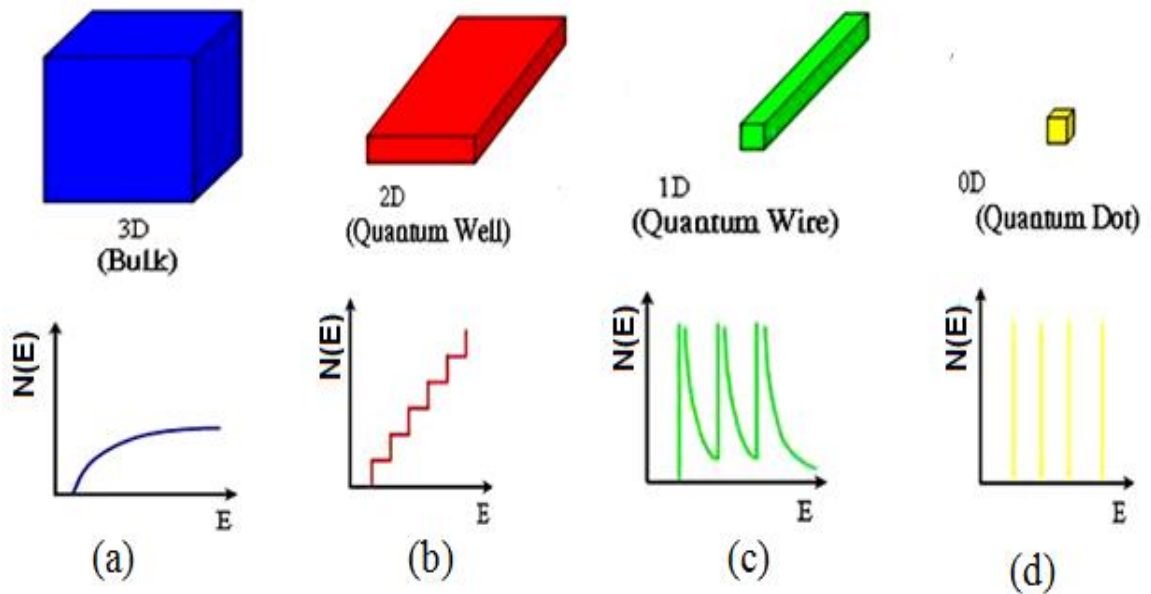 3D
(Bulk)
2D
(Quantum Well)
1D
(Quantum Wire)
0D
(Quantum Dot)
N(E)
E
N(E)
E
N(E)
E
N(E)
E
(a)
(b)
(c)
(d)